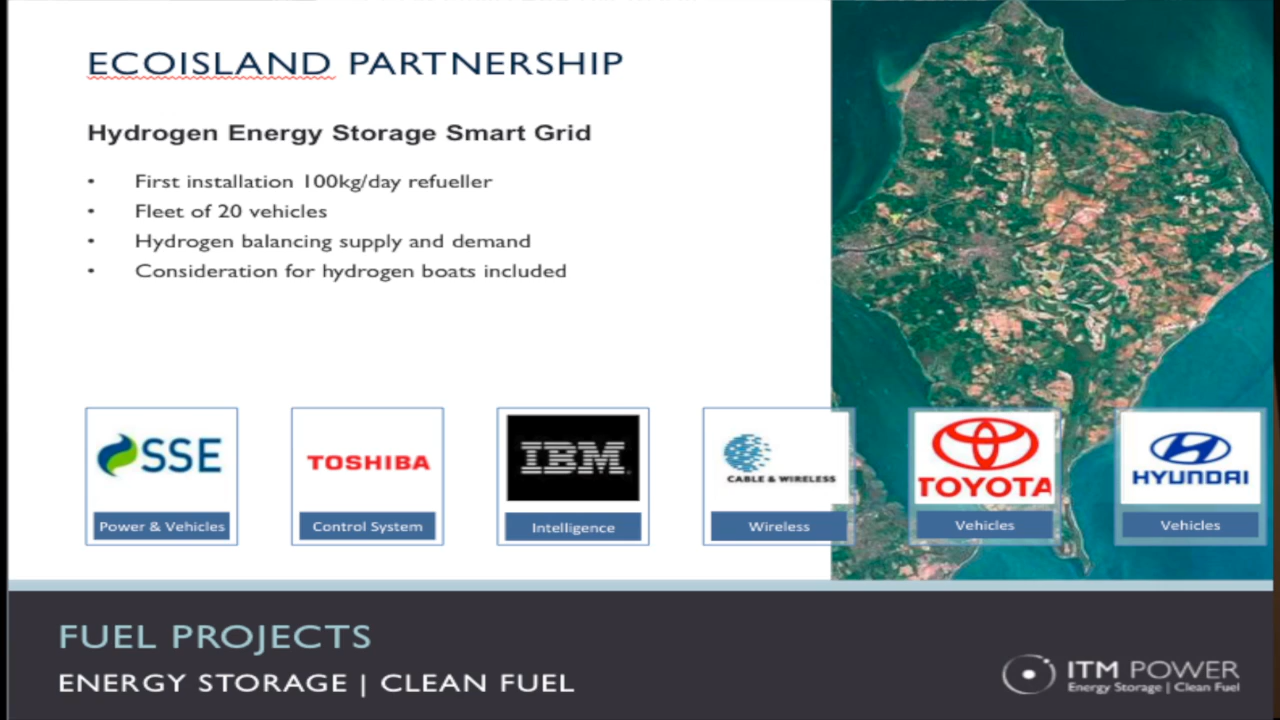 ECOISLAND PARTNERSHIP
Hydrogen Energy Storage Smart Grid
• First installation 100kg/day refueller
• Fleet of 20 vehicles
• Hydrogen balancing supply and demand
• Consideration for hydrogen boats included
SSE
Power & Vehicles
TOSHIBA
Control System
IBM
Intelligence
CABLE & WIRELESS
Wireless
TOYOTA
Vehicles
HYUNDAI
Vehicles
FUEL PROJECTS
ENERGY STORAGE | CLEAN FUEL
ITM POWER
Energy Storage | Clean Fuel